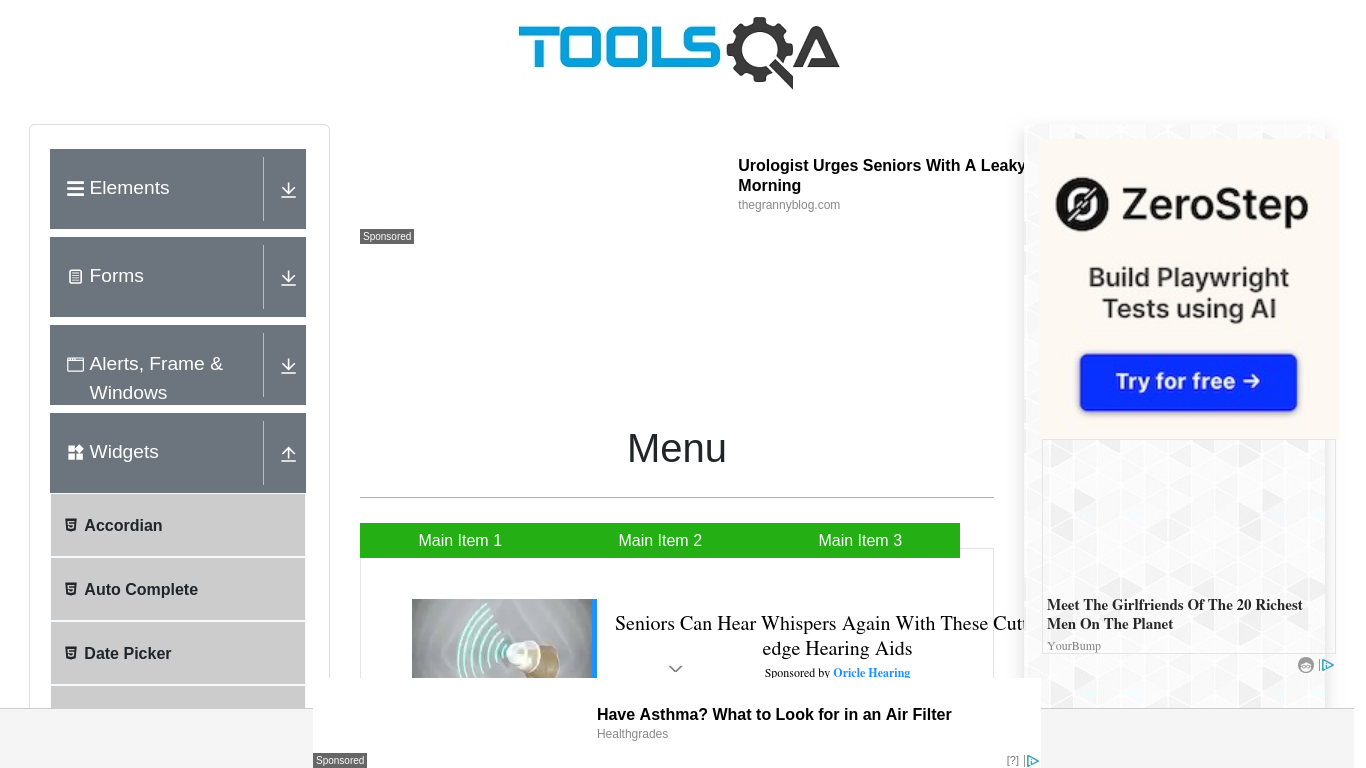 TOOLSQA
Elements
Forms
Alerts, Frame &
Windows
Widgets
Accordian
Auto Complete
Date Picker
Urologist Urges Seniors With A Leaky
Morning
thegrannyblog.com
Sponsored
Menu
Main Item 1
Main Item 2
Main Item 3
Seniors Can Hear Whispers Again With These
edge Hearing Aids
Sponsored by Oricle Hearing
ZeroStep
Build Playwright
Tests using AI
Try for free →
Meet The Girlfriends Of The 20 Richest
Men On The Planet
YourBump
Have Asthma? What to Look for in an Air Filter
Healthgrades
Sponsored
[?]